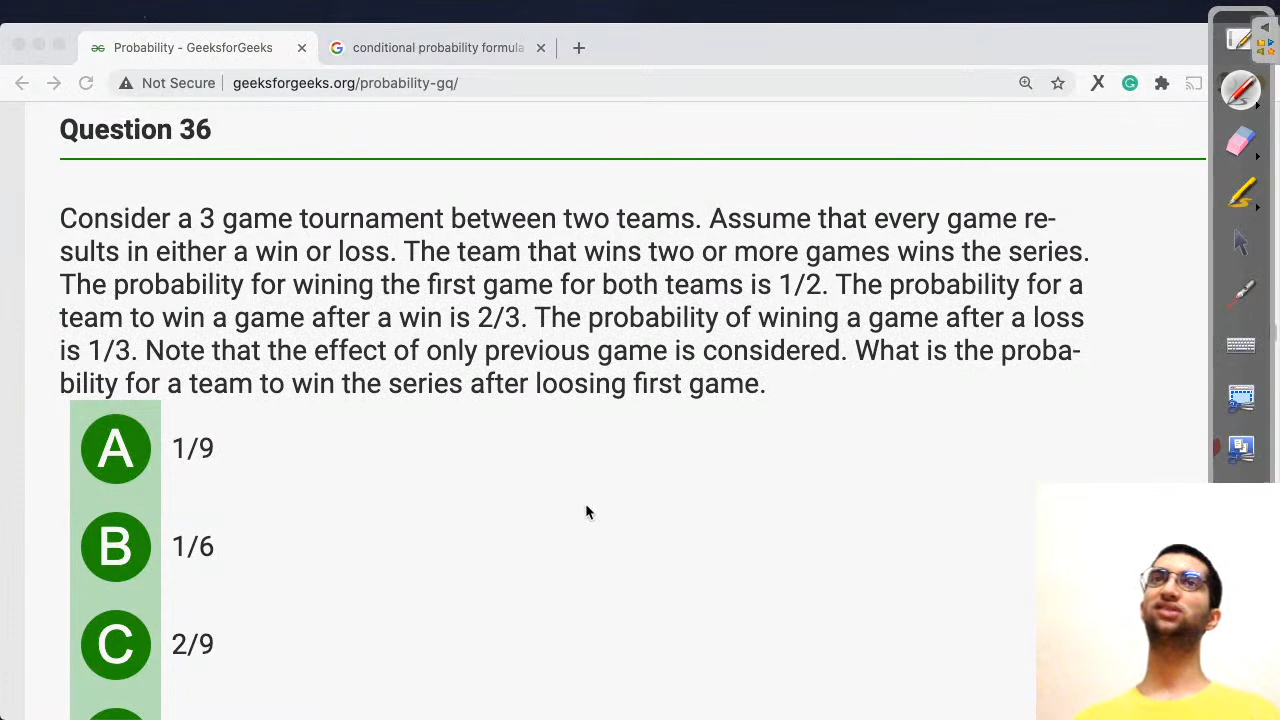 Probability - GeeksforGeeks
conditional probability formula
Not Secure
geeksforgeeks.org/probability-gq/
Question 36
Consider a 3 game tournament between two teams. Assume that every game re-
sults in either a win or loss. The team that wins two or more games wins the series.
The probability for wining the first game for both teams is 1/2. The probability for a
team to win a game after a win is 2/3. The probability of wining a game after a loss
is 1/3. Note that the effect of only previous game is considered. What is the proba-
bility for a team to win the series after loosing first game.
A 1/9
B 1/6
C 2/9